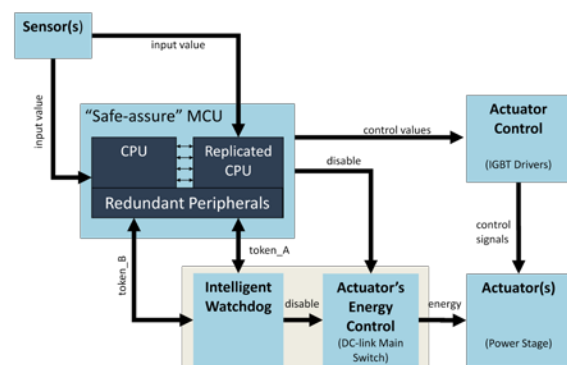 Sensor(s)
input value
input value
"Safe-assure" MCU
CPU
Replicated
CPU
Redundant Peripherals
control values
disable
Actuator
Control
(IGBT Drivers)
control
signals
token_B
token_A
Intelligent
Watchdog
disable
Actuator's
Energy
Control
(DC-link Main
Switch)
energy
Actuator(s)
(Power Stage)